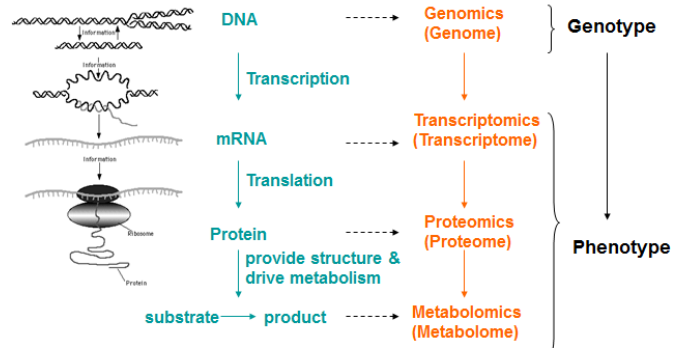 DNA
Genomics
(Genome)
Genotype
Information
Information
Transcription
Transcriptomics
(Transcriptome)
mRNA
Information
Translation
Ribosome
Protein
Proteomics
(Proteome)
Phenotype
provide structure &
drive metabolism
Protein
substrate
product
Metabolomics
(Metabolome)